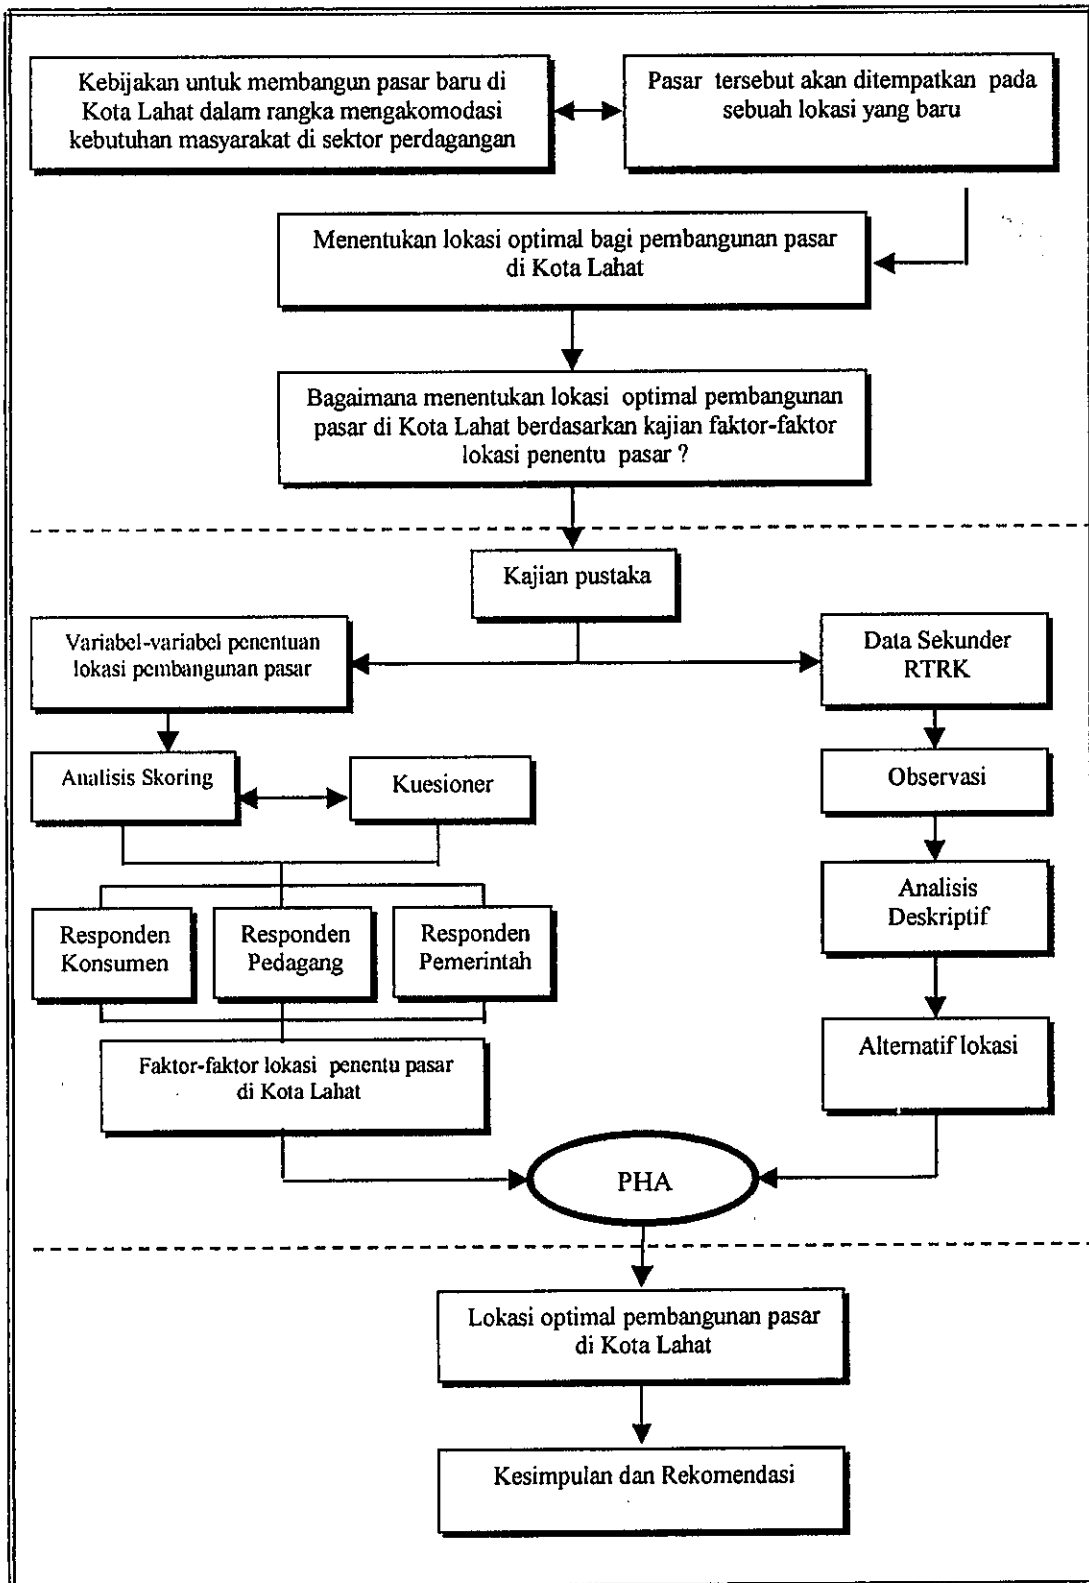 Kebijakan untuk membangun pasar baru di
Kota Lahat dalam rangka mengakomodasi
kebutuhan masyarakat di sektor perdagangan
Pasar tersebut akan ditempatkan pada
sebuah lokasi yang baru
Menentukan lokasi optimal bagi pembangunan pasar
di Kota Lahat
Bagaimana menentukan lokasi optimal pembangunan
pasar di Kota Lahat berdasarkan kajian faktor-faktor
lokasi penentu pasar ?
Kajian pustaka
Variabel-variabel penentuan
lokasi pembangunan pasar
Data Sekunder
RTRK
Analisis Skoring
Kuesioner
Observasi
Analisis
Deskriptif
Responden
Konsumen
Responden
Pedagang
Responden
Pemerintah
Faktor-faktor lokasi penentu pasar
di Kota Lahat
Alternatif lokasi
PHA
Lokasi optimal pembangunan pasar
di Kota Lahat
Kesimpulan dan Rekomendasi